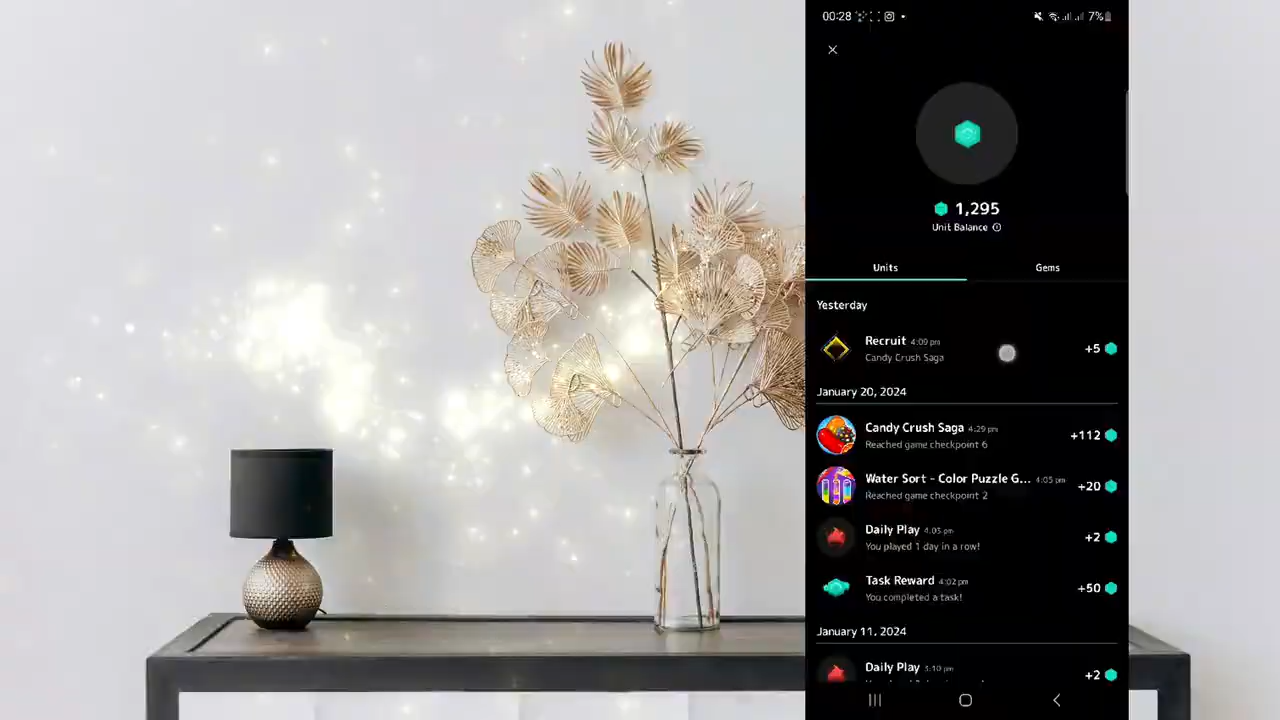 00:28 7%
1,295
Unit Balance
Units Gems
Yesterday
Recruit 4:09 pm
Candy Crush Saga
+5
January 20, 2024
Candy Crush Saga 4:29 pm
Reached game checkpoint 6
+112
Water Sort - Color Puzzle G... 4:05 pm
Reached game checkpoint 2
+20
Daily Play 4:03 pm
You played 1 day in a row!
+2
Task Reward 4:02 pm
You completed a task!
+50
January 11, 2024
Daily Play 3:10 pm
+2